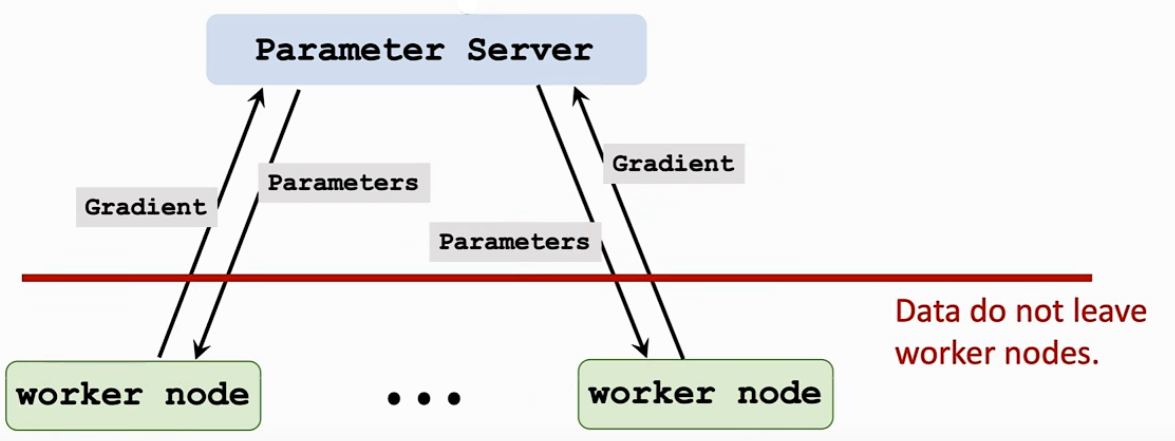 Parameter Server
Gradient
Parameters
Gradient
Parameters
Data do not leave
worker nodes.
worker node
...
worker node